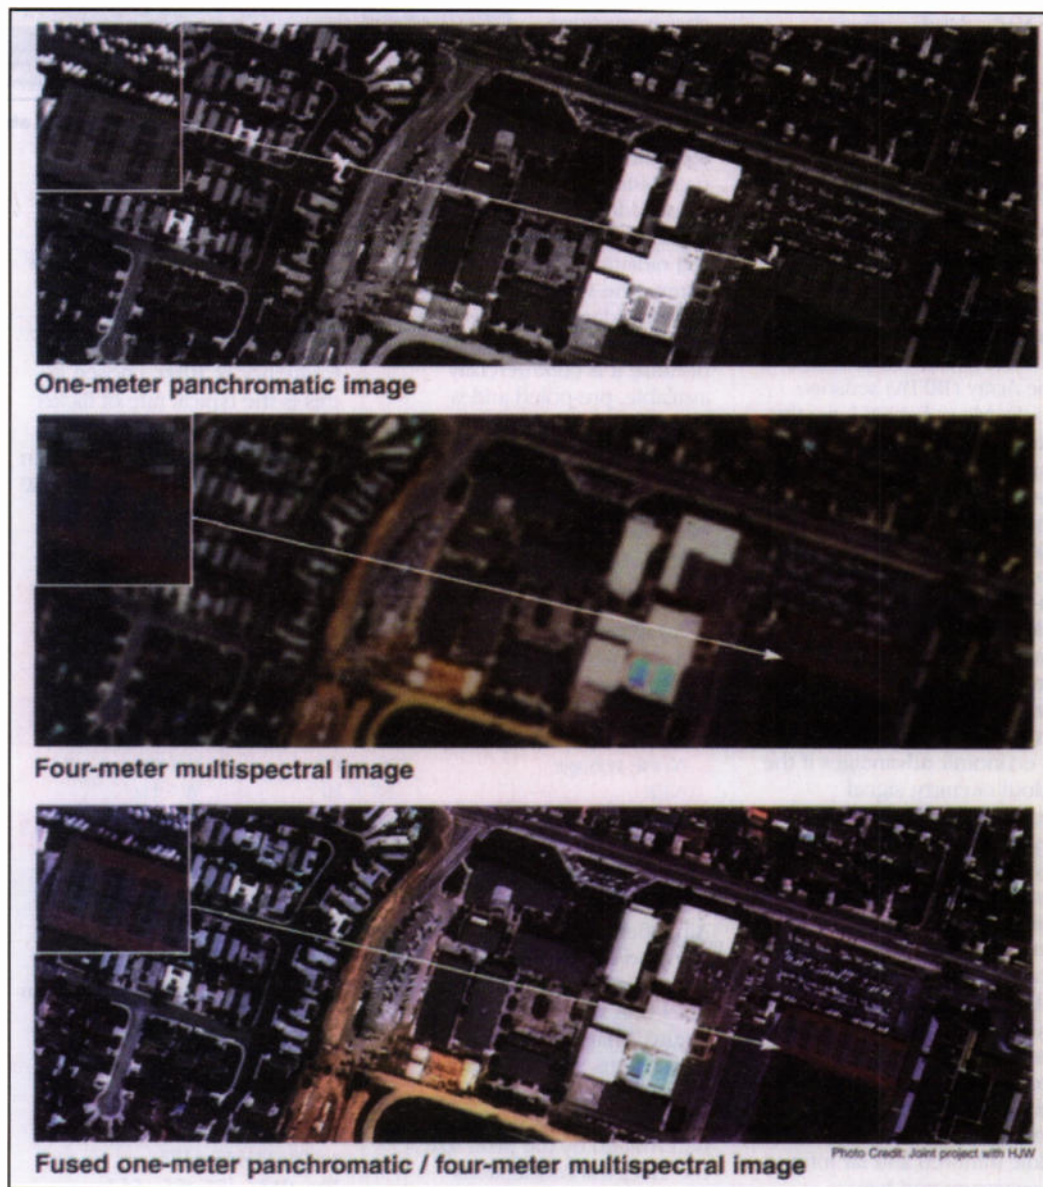 One-meter panchromatic image
Four-meter multispectral image
Fused one-meter panchromatic / four-meter multispectral image
Photo Credit: Joint project with HJW